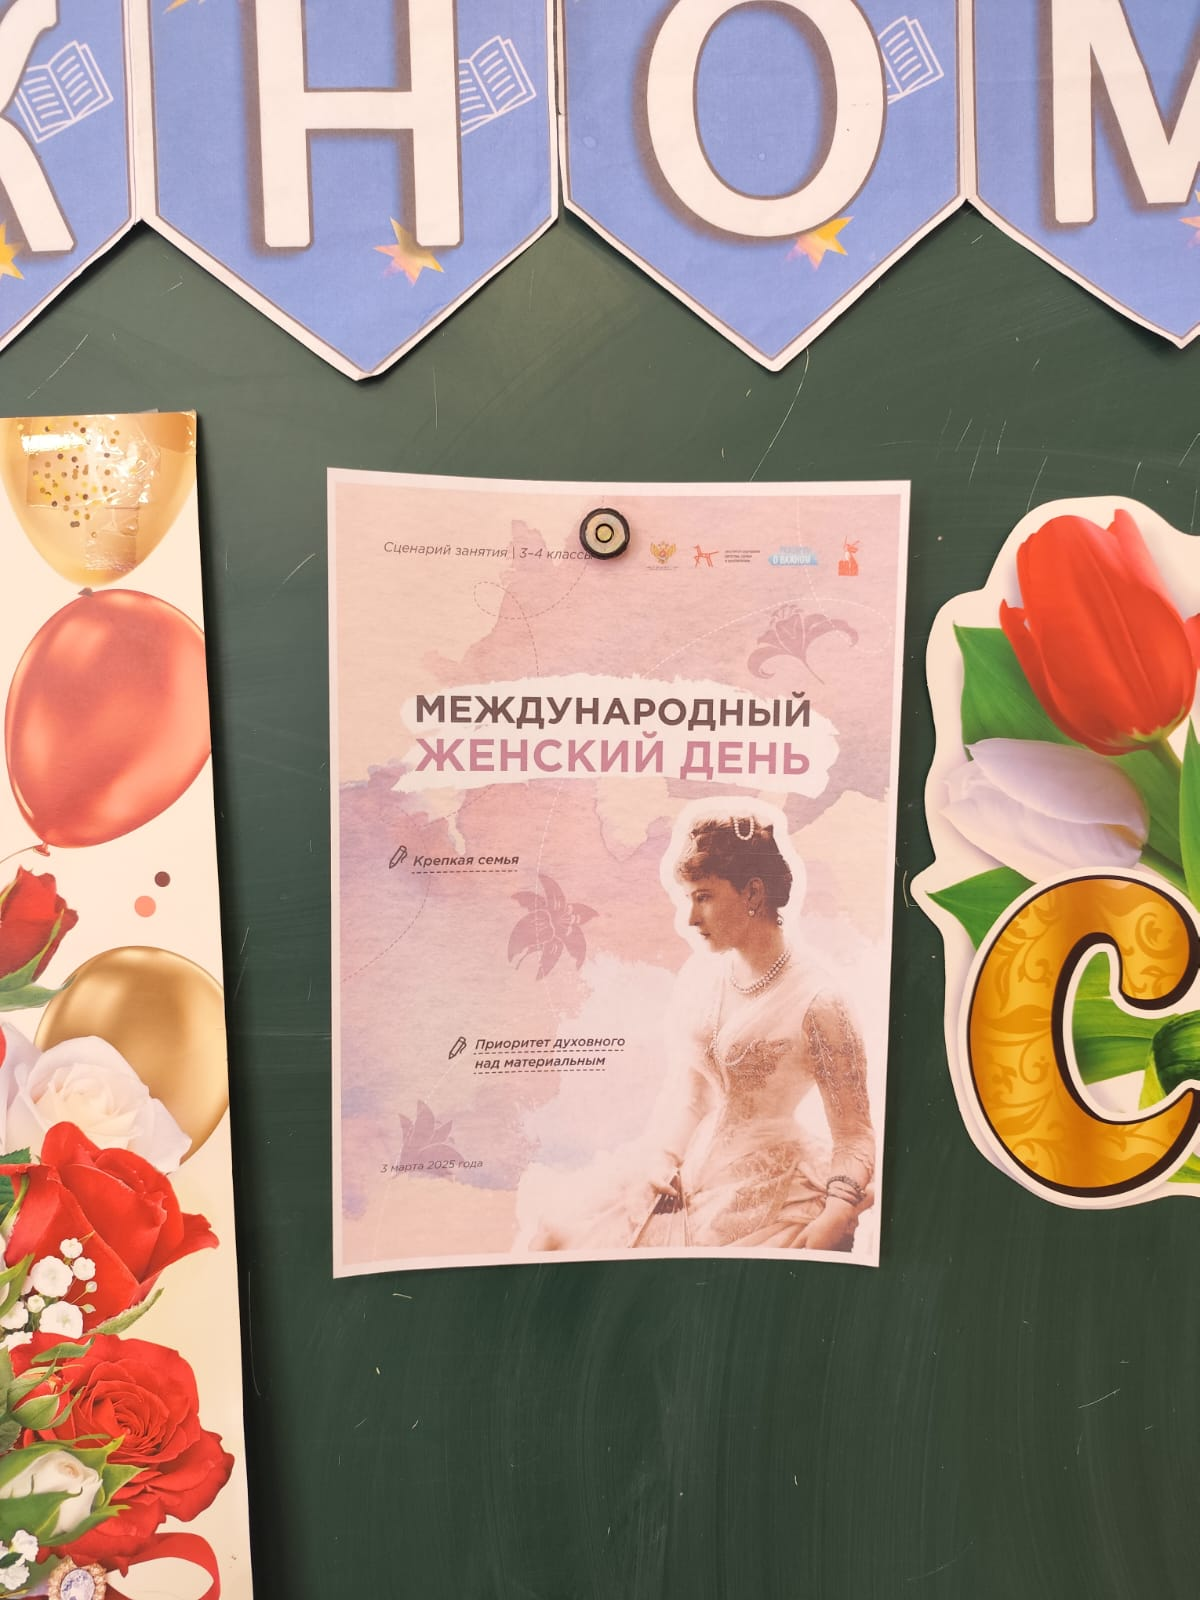 НОМ
Сценарий занятия | 3–4 классы
О ВАЖНОМ
МЕЖДУНАРОДНЫЙ
ЖЕНСКИЙ ДЕНЬ
Крепкая семья
Приоритет духовного
над материальным
3 марта 2025 года
С